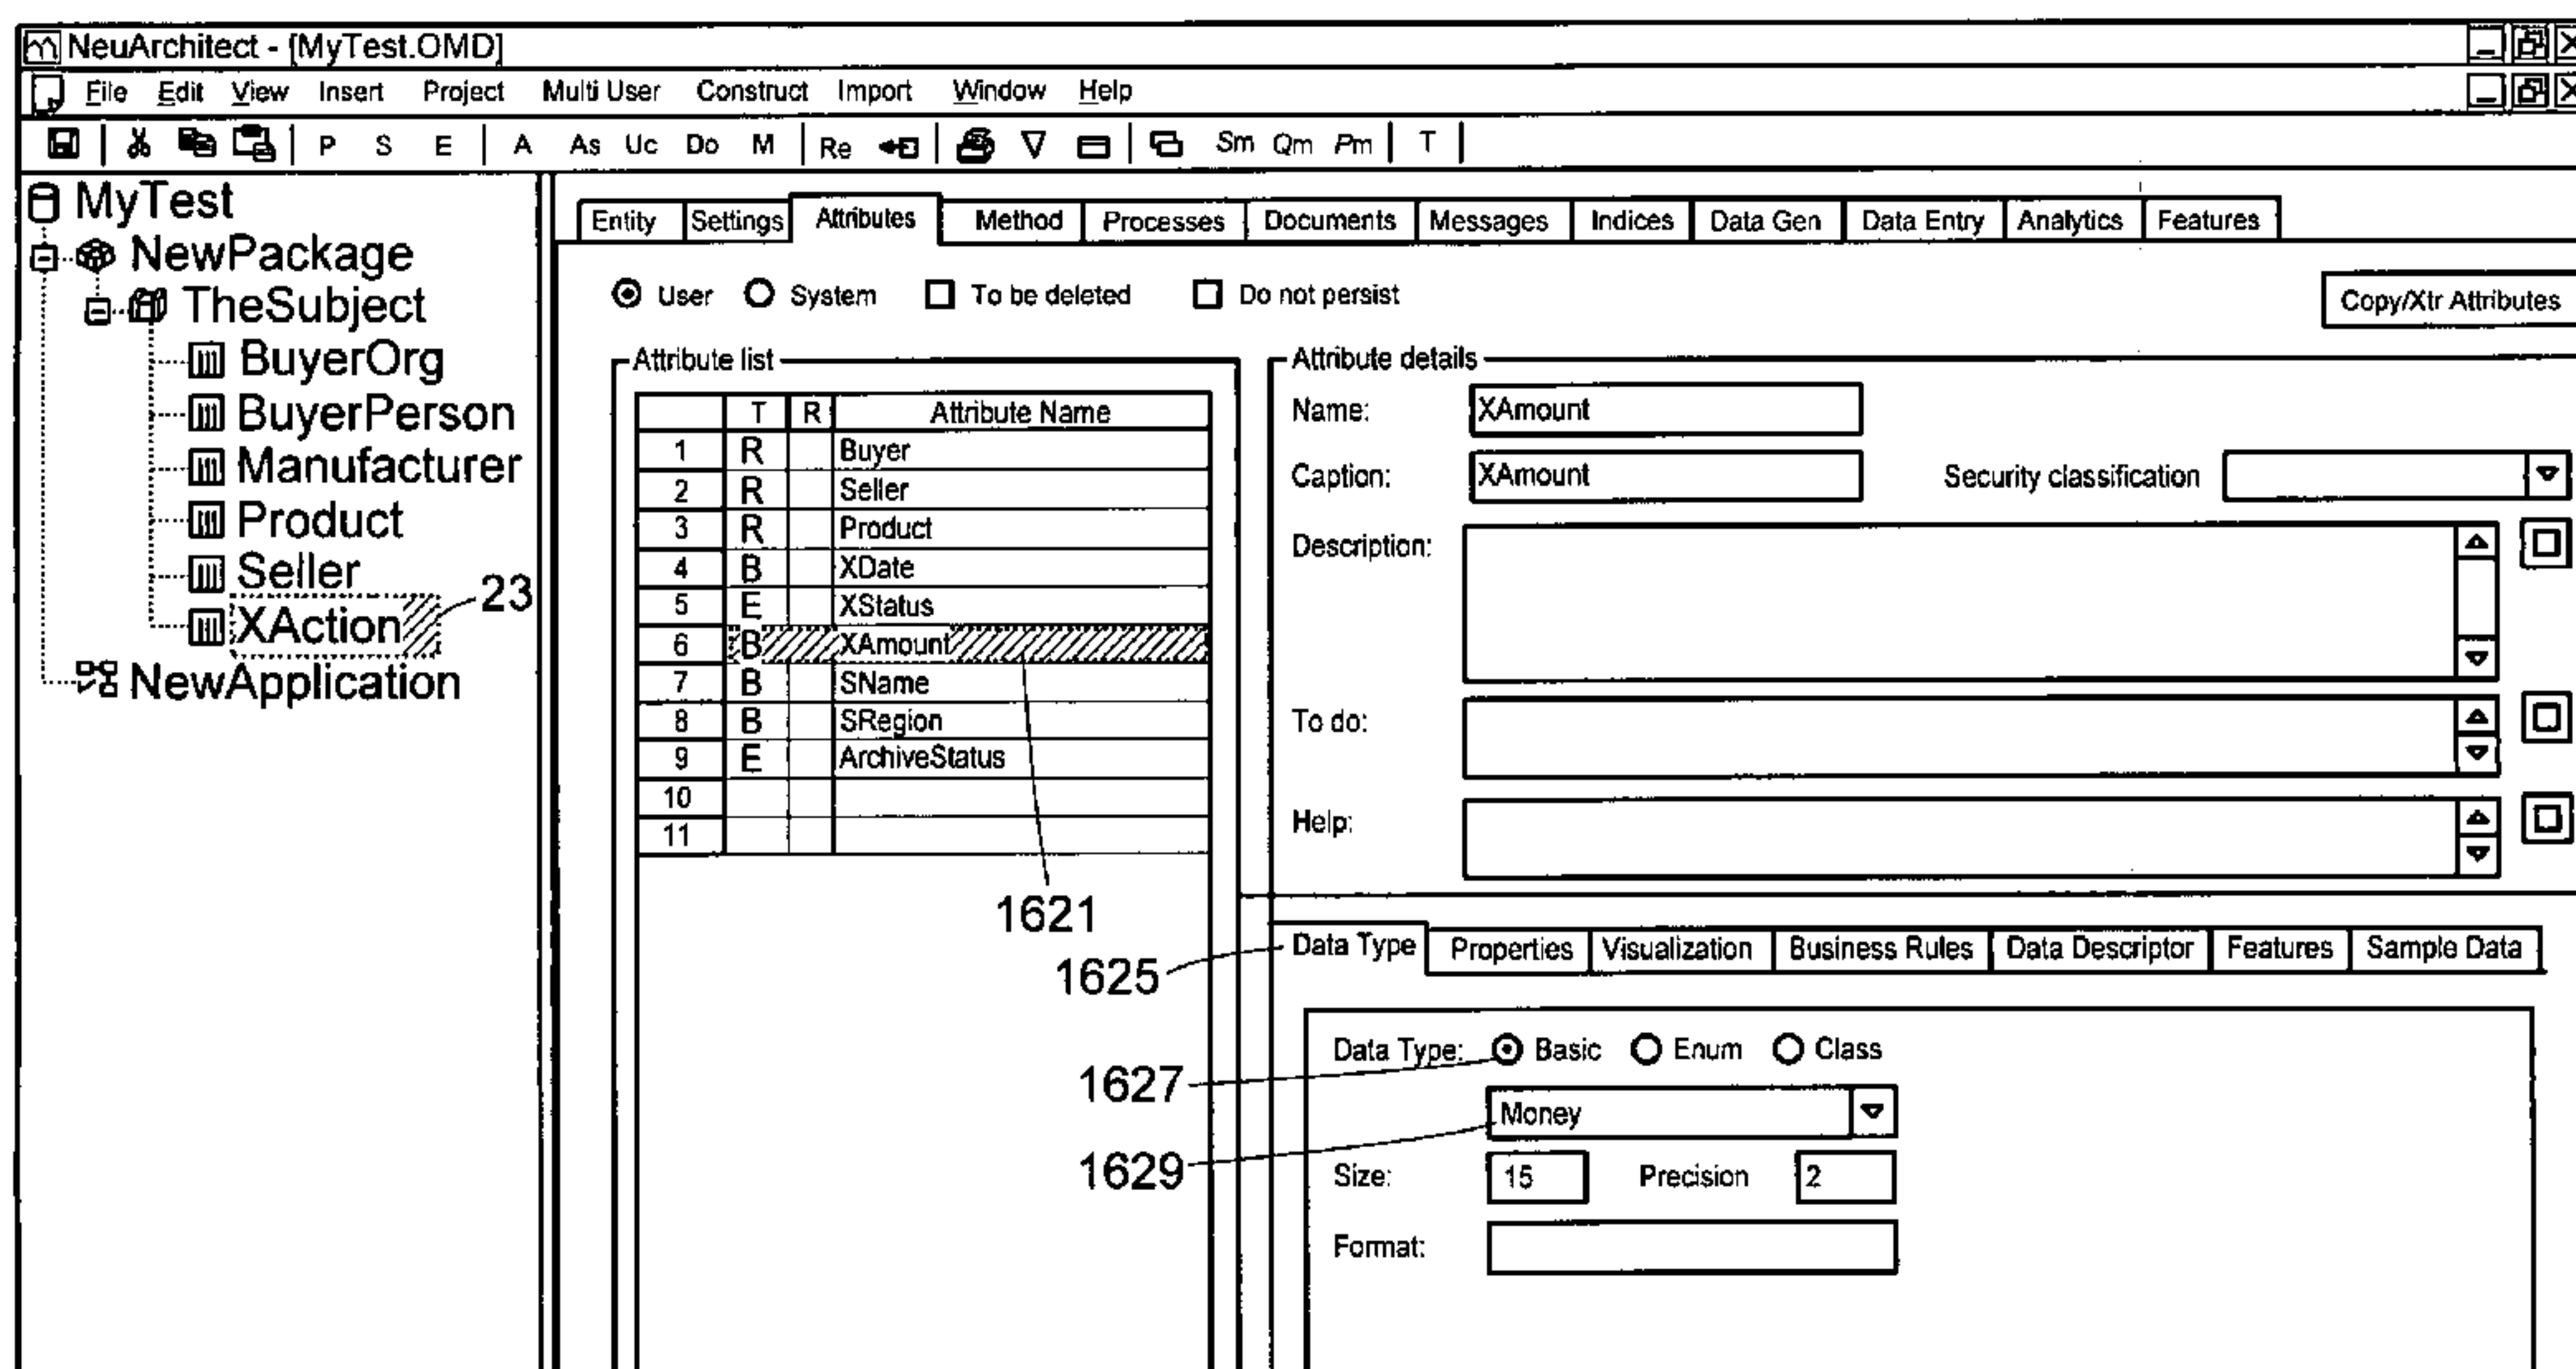 NeuArchitect - [MyTest.OMD]
File Edit View Insert Project Multi User Construct Import Window Help
P S E A As Uc Do M Re Sm Qm Pm T
MyTest
NewPackage
TheSubject
BuyerOrg
BuyerPerson
Manufacturer
Product
Seller
XAction
23
NewApplication
Entity Settings Attributes Method Processes Documents Messages Indices Data Gen Data Entry Analytics Features
User System To be deleted Do not persist
Copy/Xtr Attributes
Attribute list
T R Attribute Name
1 R Buyer
2 R Seller
3 R Product
4 B XDate
5 E XStatus
6 B XAmount
7 B SName
8 B SRegion
9 E ArchiveStatus
10
11
1621
Attribute details
Name: XAmount
Caption: XAmount Security classification
Description:
To do:
Help:
1625
Data Type Properties Visualization Business Rules Data Descriptor Features Sample Data
Data Type: Basic Enum Class
1627
Money
1629
Size: 15 Precision 2
Format: